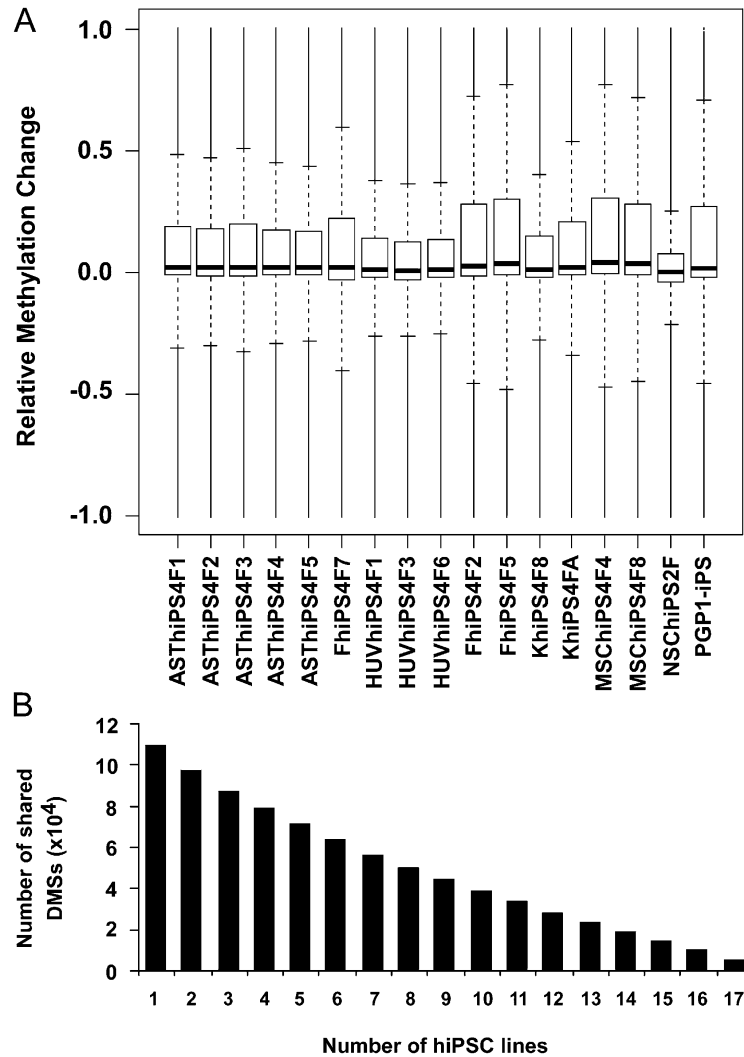 A
Relative Methylation Change
1.0
0.5
0.0
-0.5
-1.0
ASThiPS4F1
ASThiPS4F2
ASThiPS4F3
ASThiPS4F4
ASThiPS4F5
FhiPS4F7
HUVhiPS4F1
HUVhiPS4F3
HUVhiPS4F6
FhiPS4F2
FhiPS4F5
KhiPS4F8
KhiPS4FA
MSChiPS4F4
MSChiPS4F8
NSChiPS2F
PGP1-iPS
B
Number of shared
DMSs (x10⁴)
12
10
8
6
4
2
0
1 2 3 4 5 6 7 8 9 10 11 12 13 14 15 16 17
Number of hiPSC lines